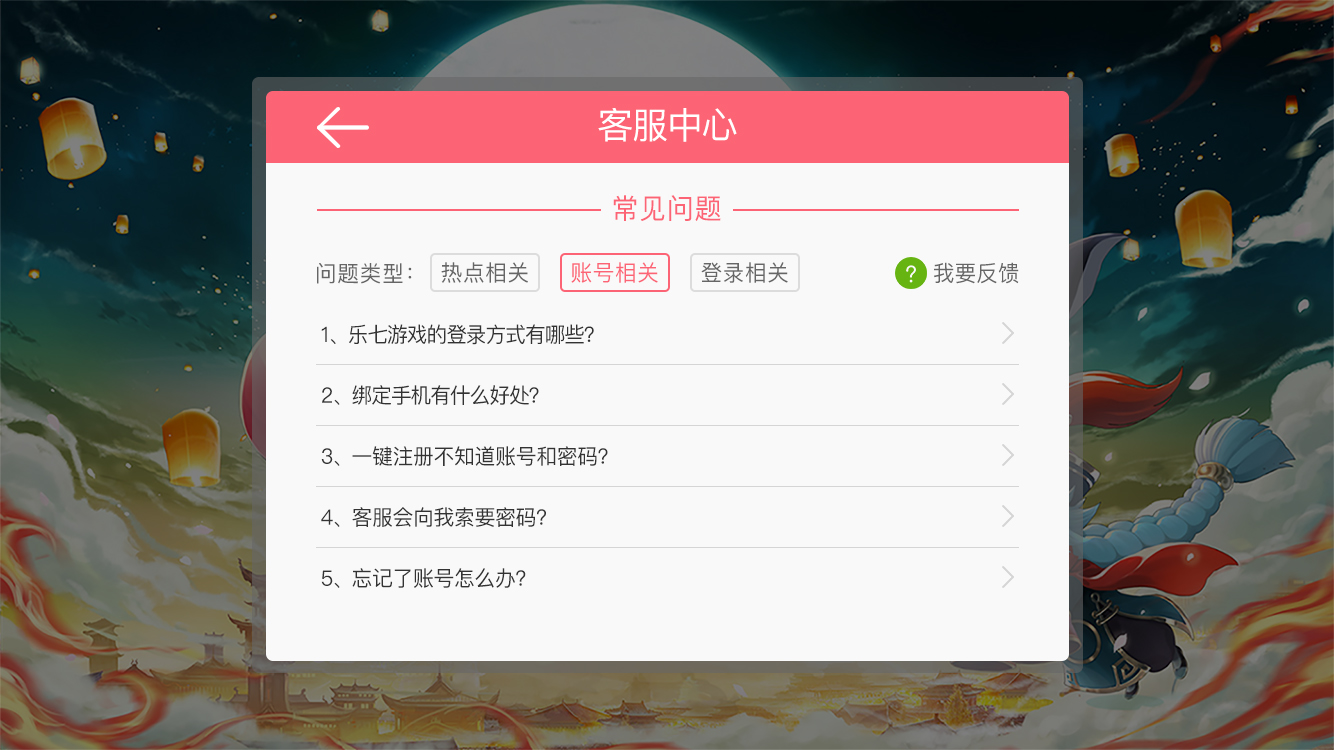 客服中心
常见问题
问题类型： 热点相关 账号相关 登录相关 ? 我要反馈
1、乐七游戏的登录方式有哪些?
2、绑定手机有什么好处?
3、一键注册不知道账号和密码?
4、客服会向我索要密码?
5、忘记了账号怎么办?